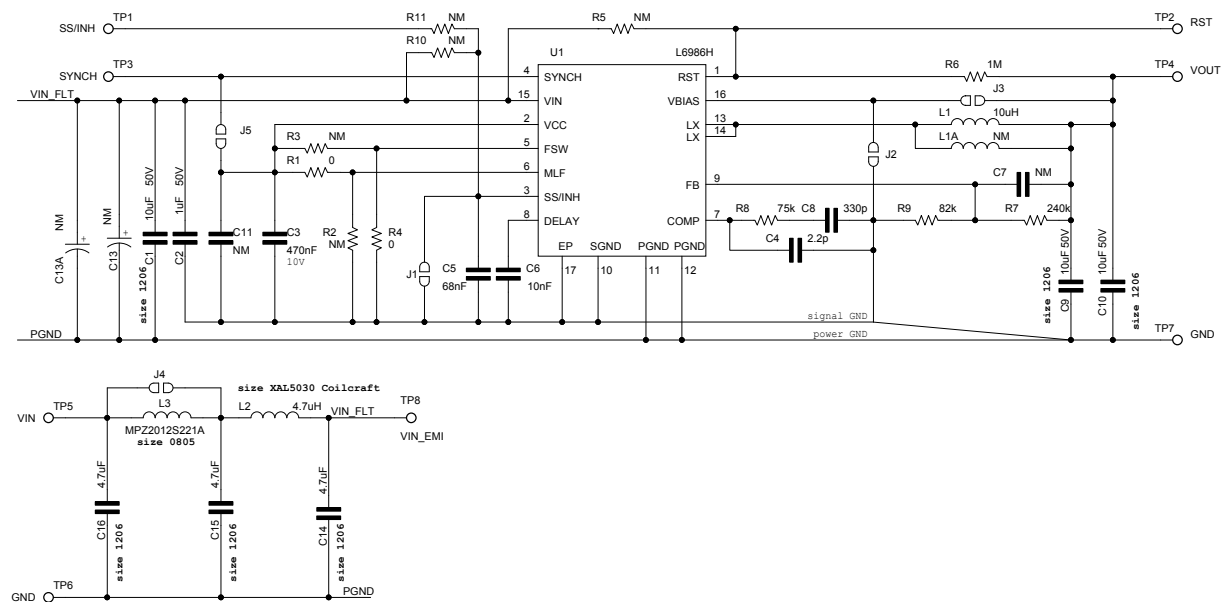 TP1
SS/INH
R11 NM
R10 NM
R5 NM
TP2
RST
TP3
SYNCH
U1
L6986H
4 SYNCH
RST 1
R6 1M
TP4
VOUT
VIN_FLT
15 VIN
VBIAS 16
J3
2 VCC
LX 13
LX 14
L1 10uH
L1A NM
J5
R3 NM
5 FSW
J2
R1 0
6 MLF
FB 9
C7 NM
3 SS/INH
8 DELAY
COMP 7
R8 75k
C8 330p
R9 82k
R7 240k
C4 2.2p
EP
SGND
PGND
PGND
17
10
11
12
C13A
NM
C13
NM
C1
10uF 50V
size 1206
C2
1uF 50V
C11
NM
C3
470nF
10V
R2
NM
R4
0
J1
C5
68nF
C6
10nF
C9
10uF 50V
size 1206
C10
10uF 50V
size 1206
signal GND
power GND
PGND
TP7
GND
J4
size XAL5030 Coilcraft
VIN
TP5
L3
MPZ2012S221A
size 0805
L2 4.7uH
VIN_FLT
TP8
VIN_EMI
C16
4.7uF
size 1206
C15
4.7uF
size 1206
C14
4.7uF
size 1206
GND
TP6
PGND